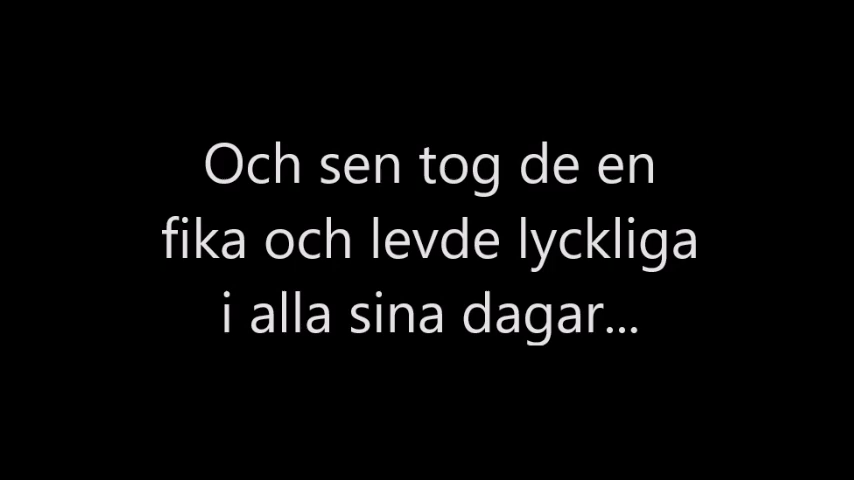 Och sen tog de en
fika och levde lyckliga
i alla sina dagar...